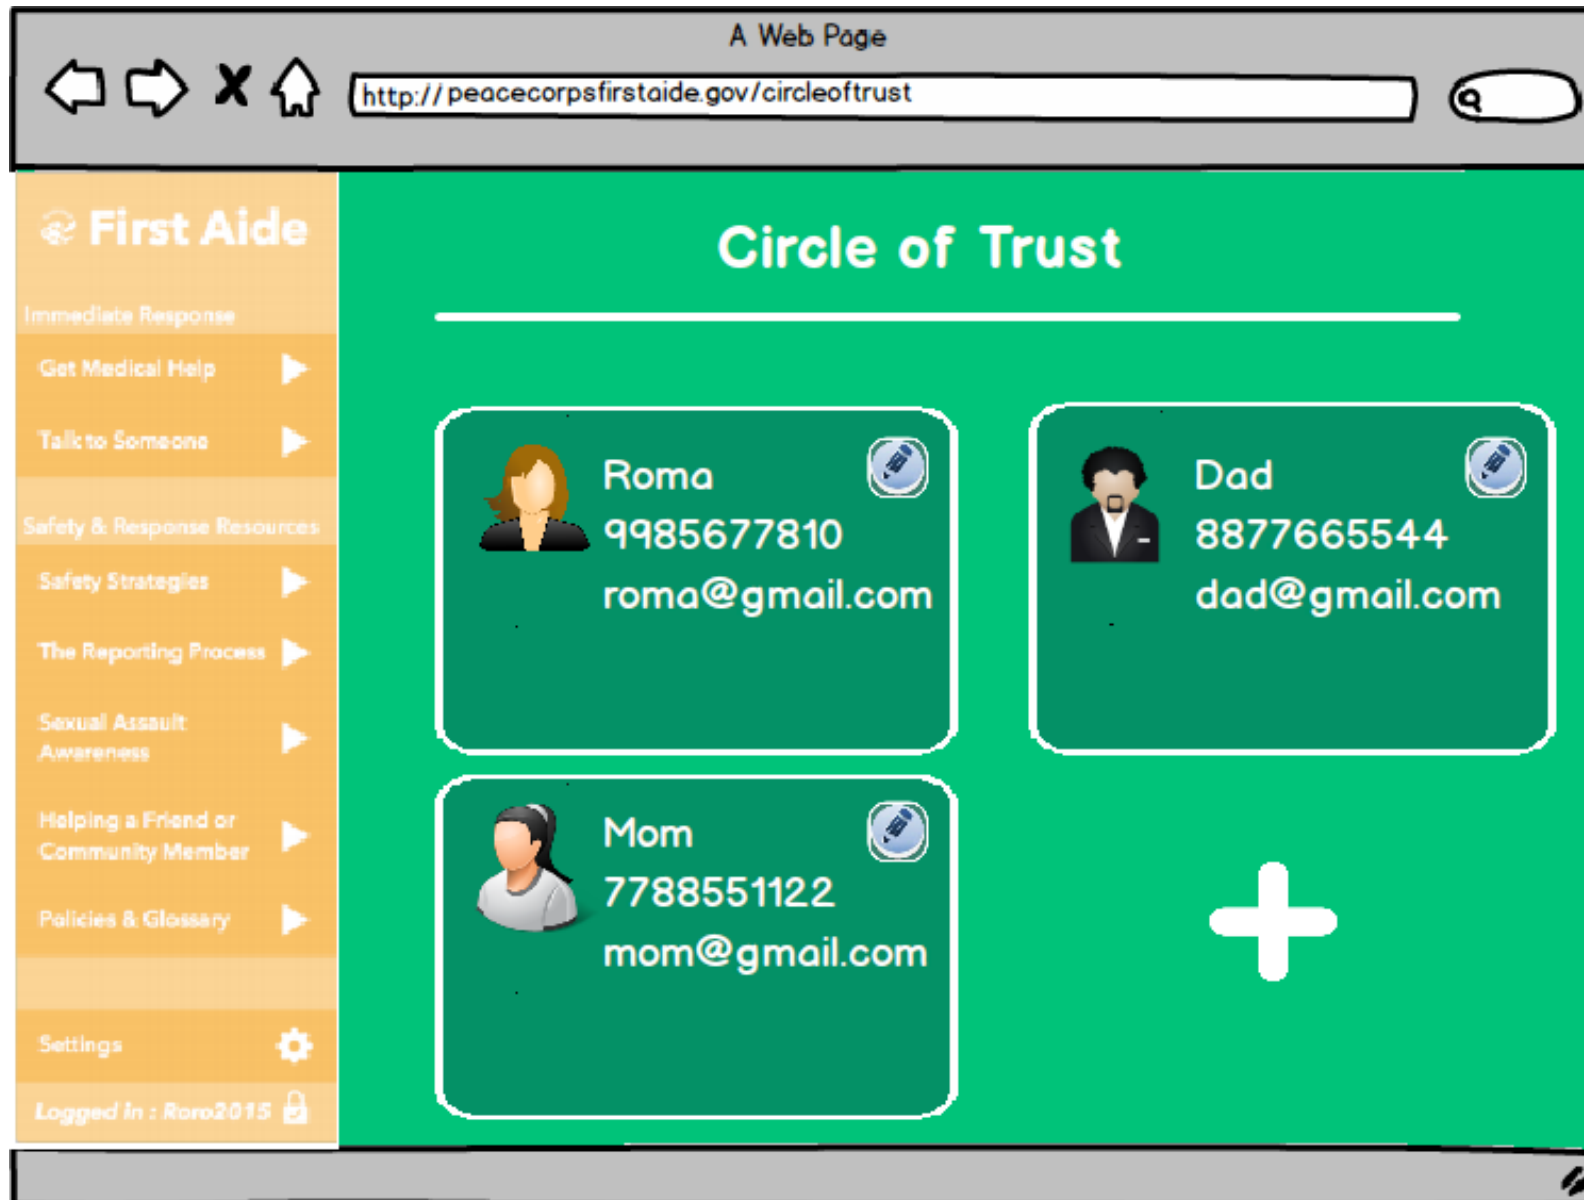 A Web Page
http://peacecorpsfirstaide.gov/circleoftrust
First Aide
Immediate Response
Get Medical Help
Talk to Someone
Safety & Response Resources
Safety Strategies
The Reporting Process
Sexual Assault
Awareness
Helping a Friend or
Community Member
Policies & Glossary
Settings
Logged in : Roro2015
Circle of Trust
Roma
9985677810
roma@gmail.com
Dad
8877665544
dad@gmail.com
Mom
7788551122
mom@gmail.com